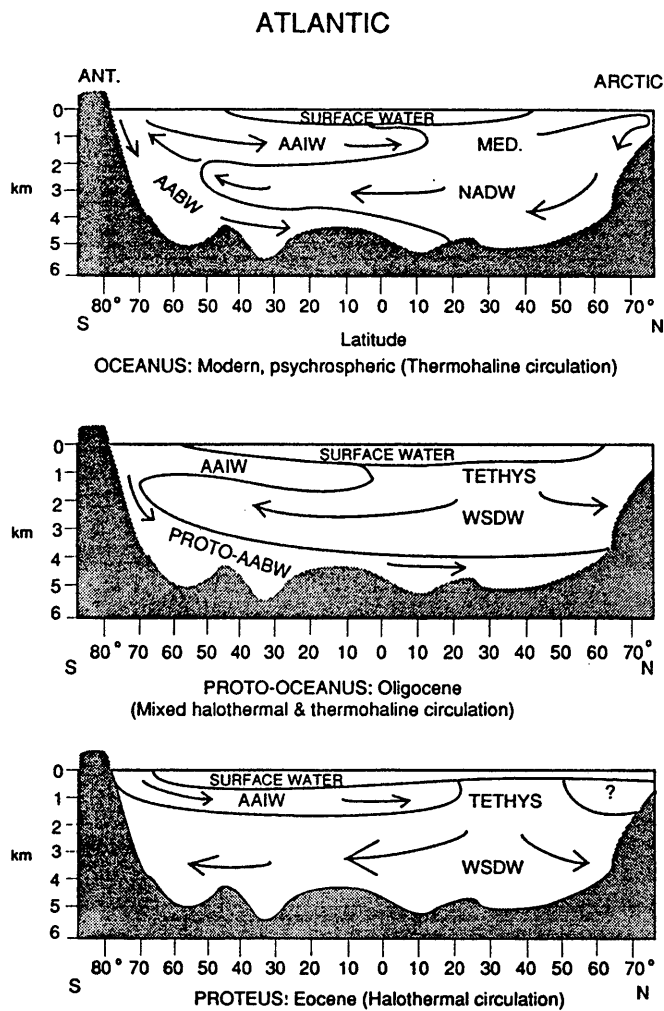 ATLANTIC
ANT.
ARCTIC
0
1
2
3
4
5
6
km
SURFACE WATER
AAIW
MED.
AABW
NADW
80° 70 60 50 40 30 20 10 0 10 20 30 40 50 60 70°
S
N
Latitude
OCEANUS: Modern, psychrospheric (Thermohaline circulation)
0
1
2
3
4
5
6
km
SURFACE WATER
AAIW
TETHYS
WSDW
PROTO-AABW
80° 70 60 50 40 30 20 10 0 10 20 30 40 50 60 70°
S
N
PROTO-OCEANUS: Oligocene
(Mixed halothermal & thermohaline circulation)
0
1
2
3
4
5
6
km
SURFACE WATER
AAIW
TETHYS
?
WSDW
80° 70 60 50 40 30 20 10 0 10 20 30 40 50 60 70°
S
N
PROTEUS: Eocene (Halothermal circulation)